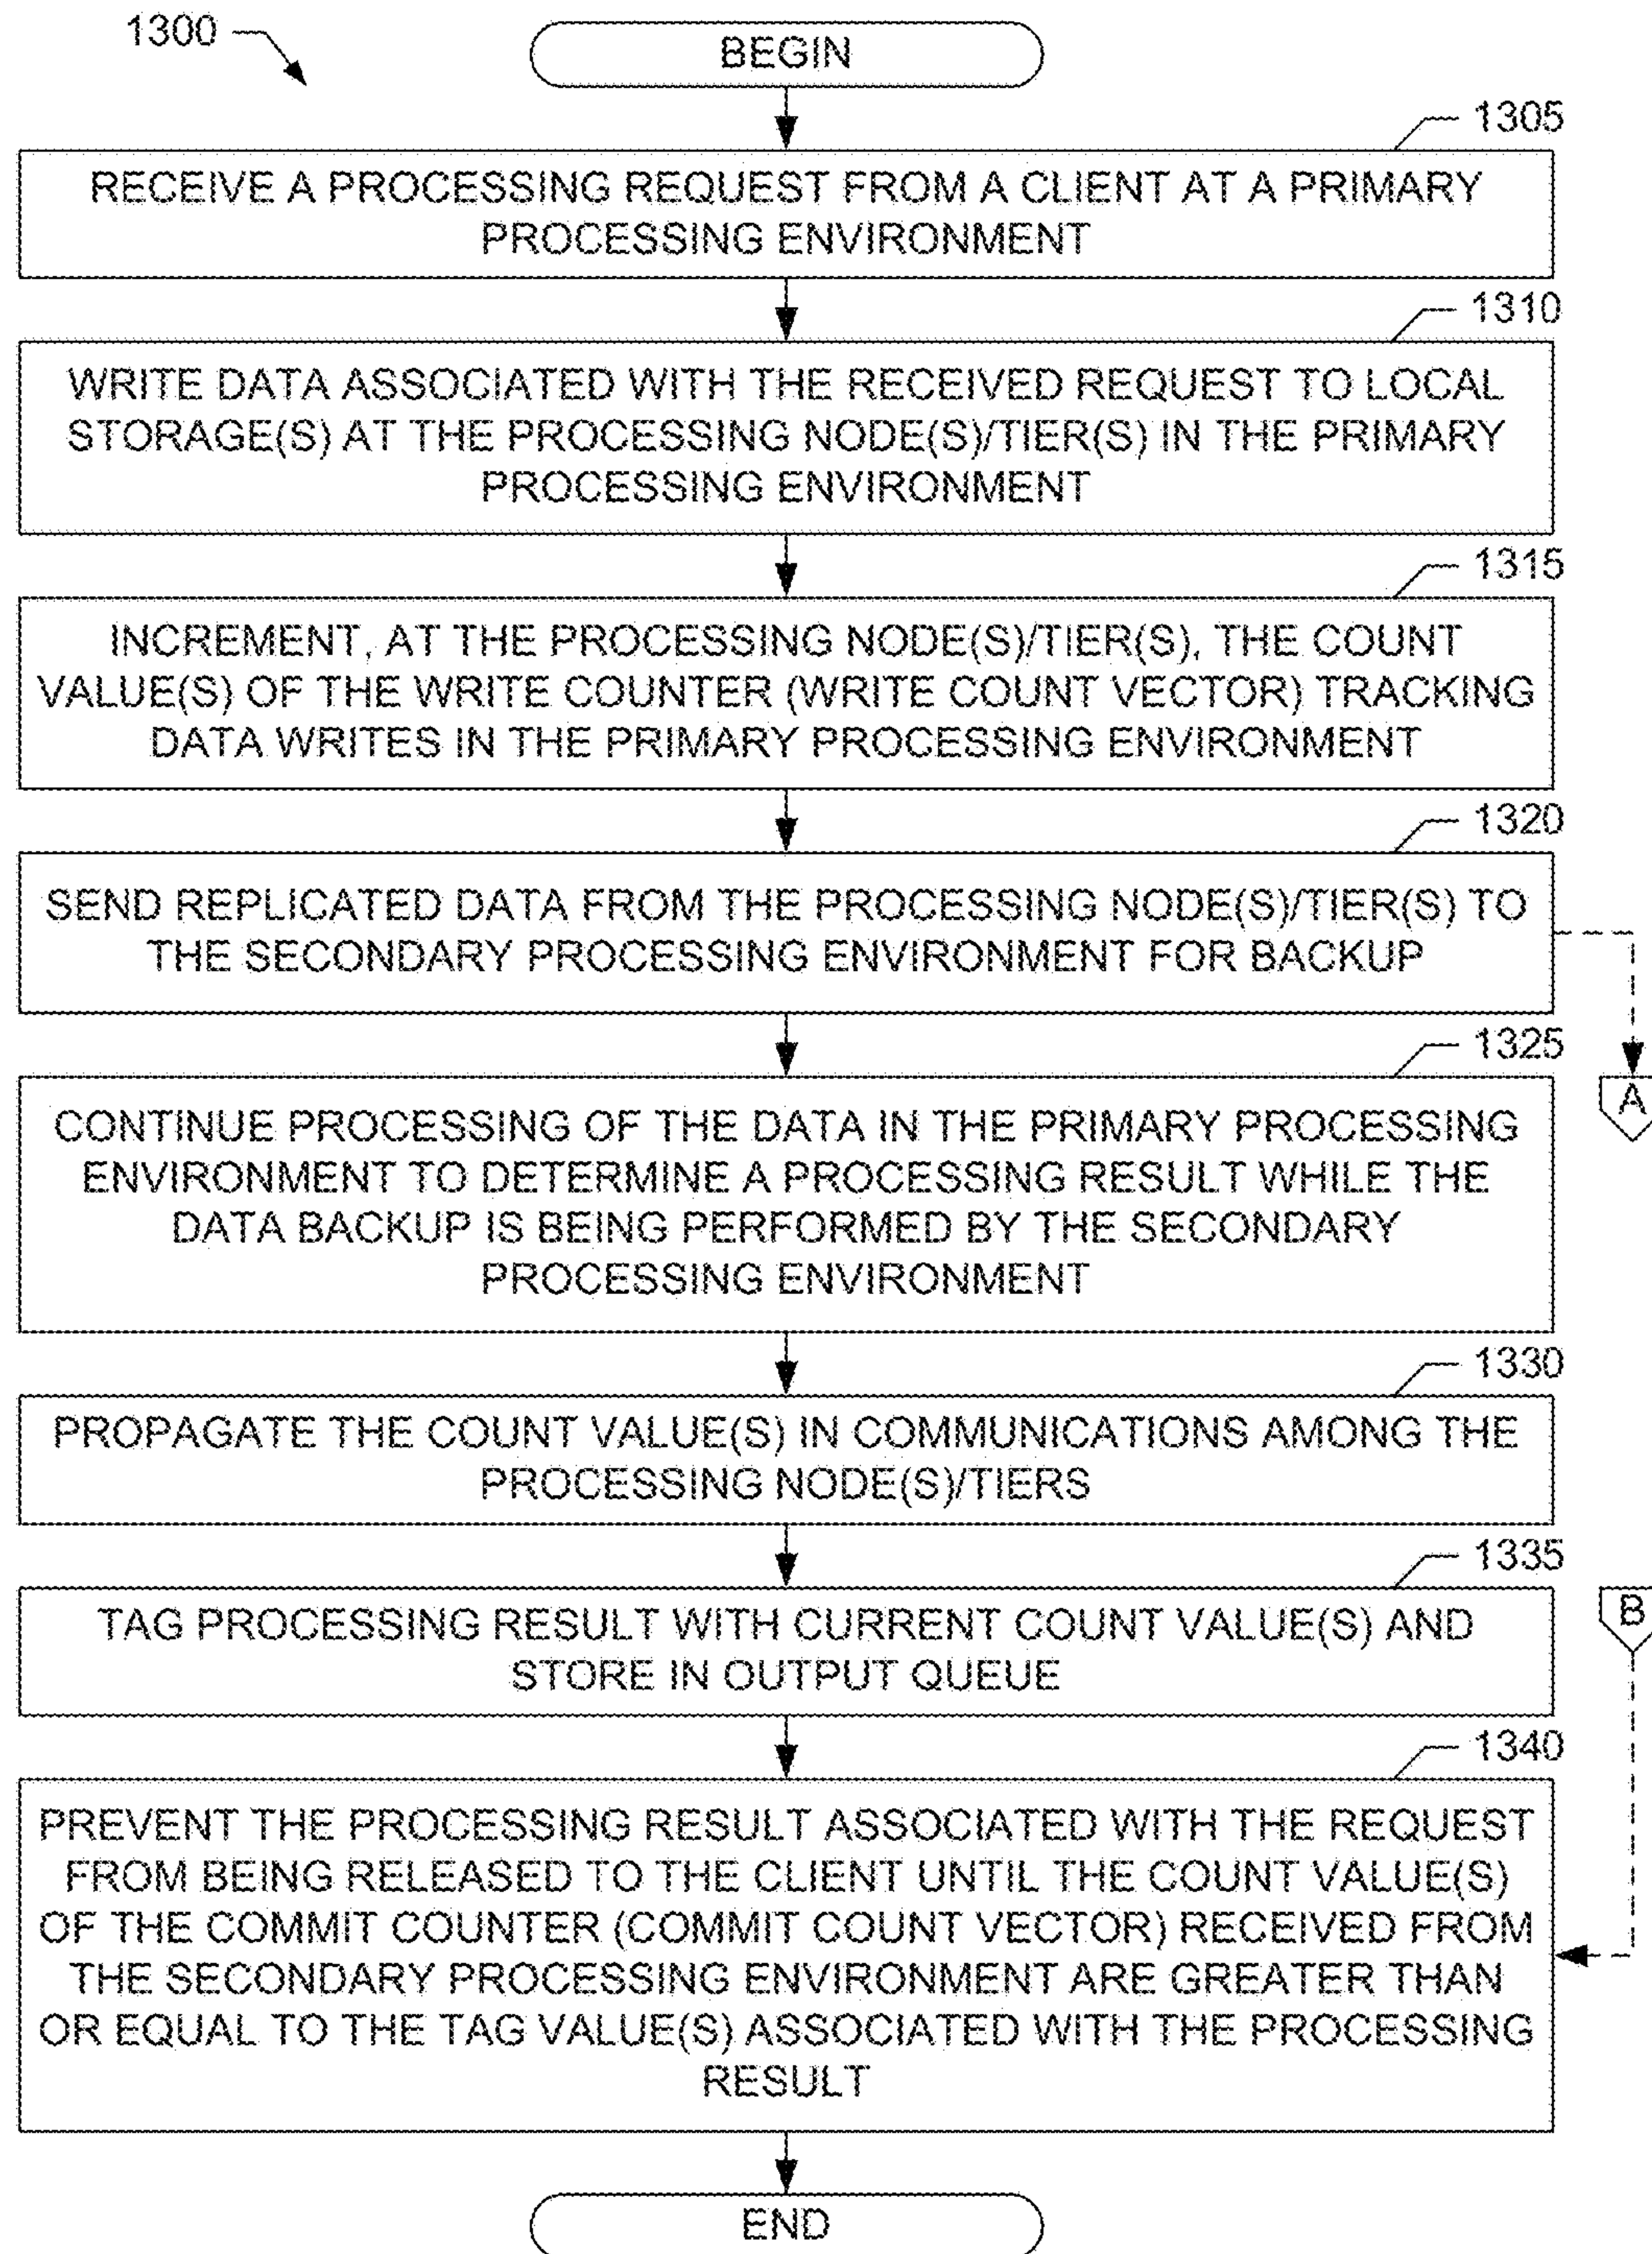 1300
BEGIN
1305
RECEIVE A PROCESSING REQUEST FROM A CLIENT AT A PRIMARY
PROCESSING ENVIRONMENT
1310
WRITE DATA ASSOCIATED WITH THE RECEIVED REQUEST TO LOCAL
STORAGE(S) AT THE PROCESSING NODE(S)/TIER(S) IN THE PRIMARY
PROCESSING ENVIRONMENT
1315
INCREMENT, AT THE PROCESSING NODE(S)/TIER(S), THE COUNT
VALUE(S) OF THE WRITE COUNTER (WRITE COUNT VECTOR) TRACKING
DATA WRITES IN THE PRIMARY PROCESSING ENVIRONMENT
1320
SEND REPLICATED DATA FROM THE PROCESSING NODE(S)/TIER(S) TO
THE SECONDARY PROCESSING ENVIRONMENT FOR BACKUP
1325
A
CONTINUE PROCESSING OF THE DATA IN THE PRIMARY PROCESSING
ENVIRONMENT TO DETERMINE A PROCESSING RESULT WHILE THE
DATA BACKUP IS BEING PERFORMED BY THE SECONDARY
PROCESSING ENVIRONMENT
1330
PROPAGATE THE COUNT VALUE(S) IN COMMUNICATIONS AMONG THE
PROCESSING NODE(S)/TIERS
1335
B
TAG PROCESSING RESULT WITH CURRENT COUNT VALUE(S) AND
STORE IN OUTPUT QUEUE
1340
PREVENT THE PROCESSING RESULT ASSOCIATED WITH THE REQUEST
FROM BEING RELEASED TO THE CLIENT UNTIL THE COUNT VALUE(S)
OF THE COMMIT COUNTER (COMMIT COUNT VECTOR) RECEIVED FROM
THE SECONDARY PROCESSING ENVIRONMENT ARE GREATER THAN
OR EQUAL TO THE TAG VALUE(S) ASSOCIATED WITH THE PROCESSING
RESULT
END